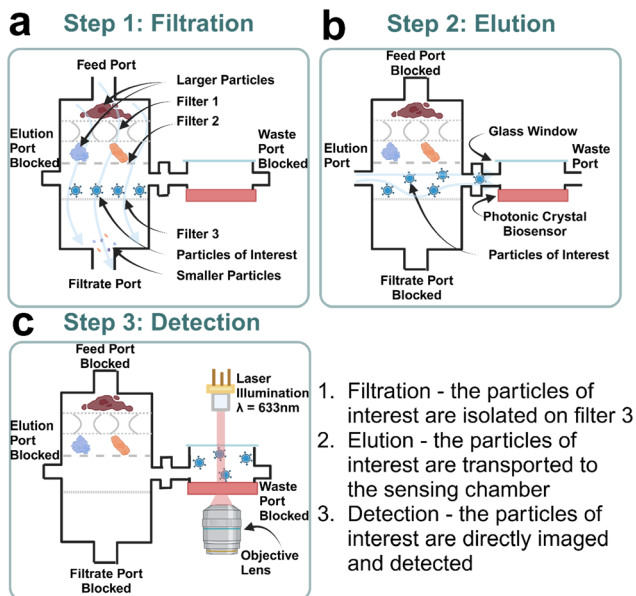 a
Step 1: Filtration
Feed Port
Larger Particles
Filter 1
Filter 2
Elution
Port
Blocked
Waste
Port
Blocked
Filter 3
Particles of Interest
Smaller Particles
Filtrate Port
b
Step 2: Elution
Feed Port
Blocked
Glass Window
Elution
Port
Waste
Port
Photonic Crystal
Biosensor
Particles of Interest
Filtrate Port
Blocked
c
Step 3: Detection
Feed Port
Blocked
Laser
Illumination
λ = 633nm
Elution
Port
Blocked
Waste
Port
Blocked
Objective
Lens
Filtrate Port
Blocked
1. Filtration - the particles of
interest are isolated on filter 3
2. Elution - the particles of
interest are transported to
the sensing chamber
3. Detection - the particles of
interest are directly imaged
and detected